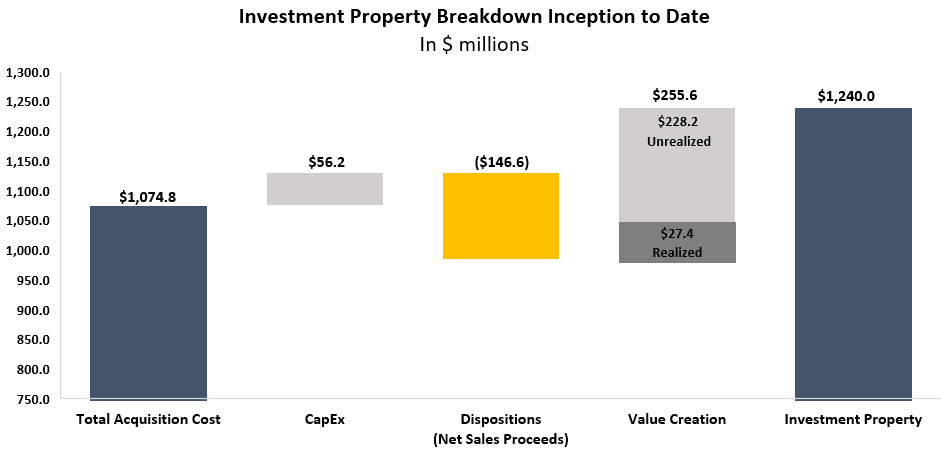 Investment Property Breakdown Inception to Date
In $ millions
1,300.0
1,250.0
1,200.0
1,150.0
1,100.0
1,050.0
1,000.0
950.0
900.0
850.0
800.0
750.0
$1,074.8
$56.2
($146.6)
$255.6
$228.2
Unrealized
$27.4
Realized
$1,240.0
Total Acquisition Cost
CapEx
Dispositions
(Net Sales Proceeds)
Value Creation
Investment Property